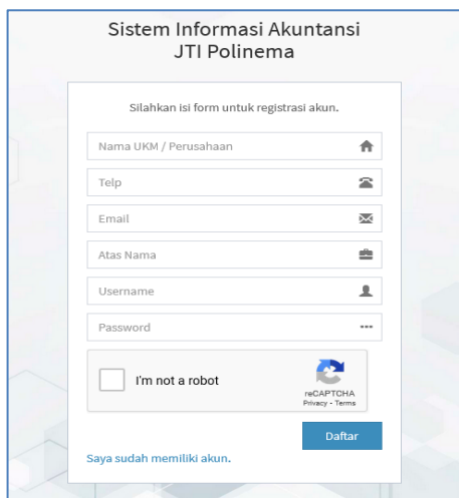 Sistem Informasi Akuntansi
JTI Polinema
Silahkan isi form untuk registrasi akun.
Nama UKM / Perusahaan
Telp
Email
Atas Nama
Username
Password
I'm not a robot
reCAPTCHA
Privacy - Terms
Daftar
Saya sudah memiliki akun.